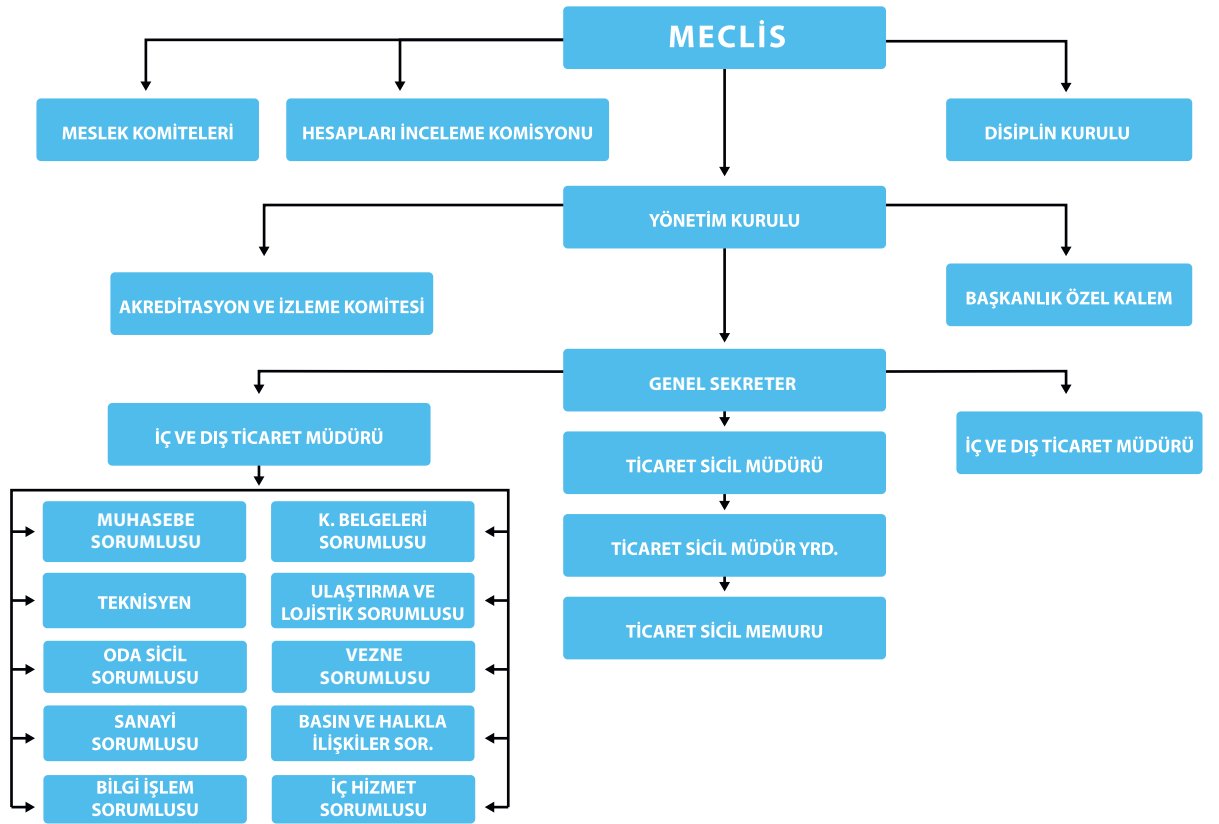 MECLİS
MESLEK KOMİTELERİ
HESAPLARI İNCELEME KOMİSYONU
DİSİPLİN KURULU
YÖNETİM KURULU
AKREDİTASYON VE İZLEME KOMİTESİ
BAŞKANLIK ÖZEL KALEM
GENEL SEKRETER
İÇ VE DIŞ TİCARET MÜDÜRÜ
İÇ VE DIŞ TİCARET MÜDÜRÜ
TİCARET SİCİL MÜDÜRÜ
TİCARET SİCİL MÜDÜR YRD.
TİCARET SİCİL MEMURU
MUHASEBE
SORUMLUSU
K. BELGELERİ
SORUMLUSU
TEKNİSYEN
ULAŞTIRMA VE
LOJİSTİK SORUMLUSU
ODA SİCİL
SORUMLUSU
VEZNE
SORUMLUSU
SANAYİ
SORUMLUSU
BASIN VE HALKLA
İLİŞKİLER SOR.
BİLGİ İŞLEM
SORUMLUSU
İÇ HİZMET
SORUMLUSU